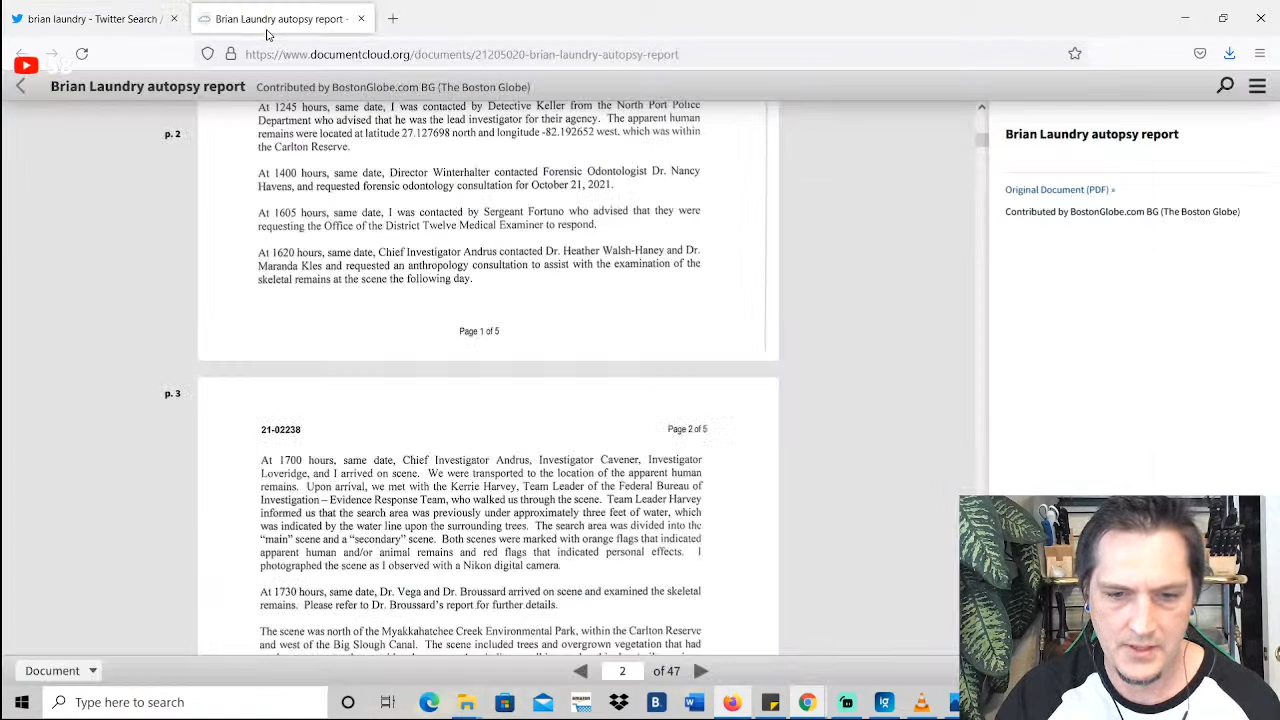 brian laundry - Twitter Search /
Brian Laundry autopsy report -
https://www.documentcloud.org/documents/21205020-brian-laundry-autopsy-report
Brian Laundry autopsy report Contributed by BostonGlobe.com BG (The Boston Globe)
p. 2
At 1245 hours, same date, I was contacted by Detective Keller from the North Port Police
Department who advised that he was the lead investigator for their agency. The apparent human
remains were located at latitude 27.127698 north and longitude -82.192652 west, which was within
the Carlton Reserve.
At 1400 hours, same date, Director Winterhalter contacted Forensic Odontologist Dr. Nancy
Havens, and requested forensic odontology consultation for October 21, 2021.
At 1605 hours, same date, I was contacted by Sergeant Fortuno who advised that they were
requesting the Office of the District Twelve Medical Examiner to respond.
At 1620 hours, same date, Chief Investigator Andrus contacted Dr. Heather Walsh-Haney and Dr.
Maranda Kles and requested an anthropology consultation to assist with the examination of the
skeletal remains at the scene the following day.
Page 1 of 5
p. 3
21-02238
Page 2 of 5
At 1700 hours, same date, Chief Investigator Andrus, Investigator Cavener, Investigator
Loveridge, and I arrived on scene. We were transported to the location of the apparent human
remains. Upon arrival, we met with the Kerrie Harvey, Team Leader of the Federal Bureau of
Investigation – Evidence Response Team, who walked us through the scene. Team Leader Harvey
informed us that the search area was previously under approximately three feet of water, which
was indicated by the water line upon the surrounding trees. The search area was divided into the
“main” scene and a “secondary” scene. Both scenes were marked with orange flags that indicated
apparent human and/or animal remains and red flags that indicated personal effects. I
photographed the scene as I observed with a Nikon digital camera.
At 1730 hours, same date, Dr. Vega and Dr. Broussard arrived on scene and examined the skeletal
remains. Please refer to Dr. Broussard's report for further details.
The scene was north of the Myakkahatchee Creek Environmental Park, within the Carlton Reserve
and west of the Big Slough Canal. The scene included trees and overgrown vegetation that had
Brian Laundry autopsy report
Original Document (PDF) »
Contributed by BostonGlobe.com BG (The Boston Globe)
Document
2 of 47
Type here to search